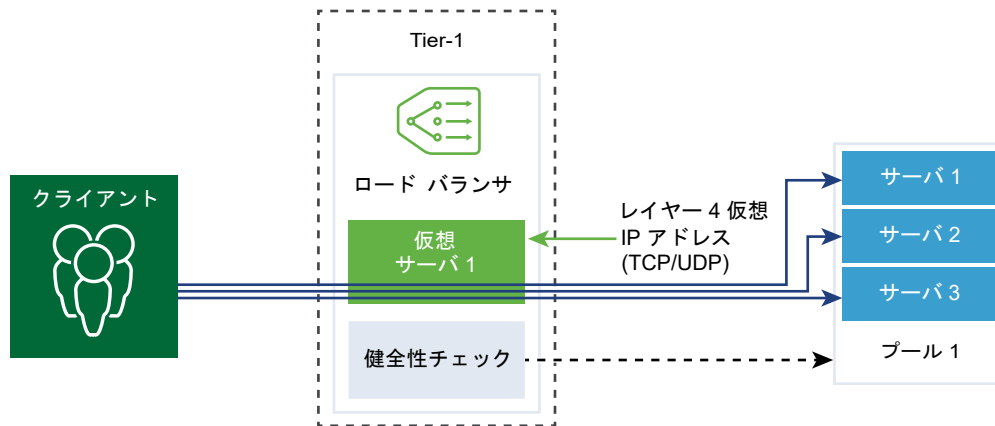 Tier-1
ロード バランサ
クライアント
仮想
サーバ 1
レイヤー 4 仮想
IP アドレス
(TCP/UDP)
健全性チェック
サーバ 1
サーバ 2
サーバ 3
プール 1